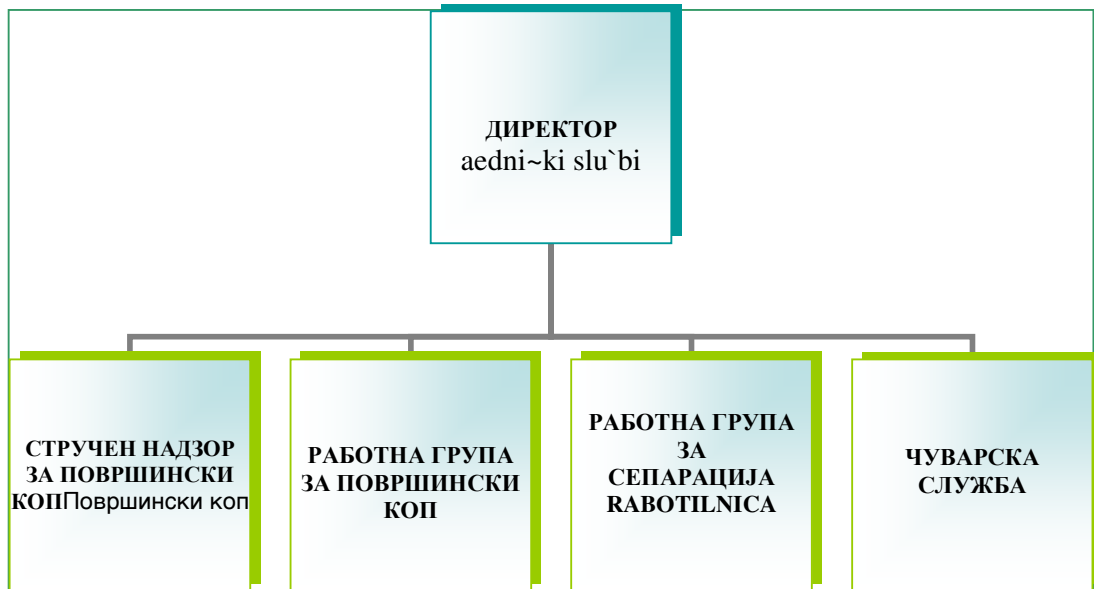 ДИРЕКТОР
aedni~ki slu`bi
СТРУЧЕН НАДЗОР
ЗА ПОВРШИНСКИ
КОППовршински коп
РАБОТНА ГРУПА
ЗА ПОВРШИНСКИ
КОП
РАБОТНА ГРУПА
ЗА
СЕПАРАЦИЈА
RABOTILNICA
ЧУВАРСКА
СЛУЖБА